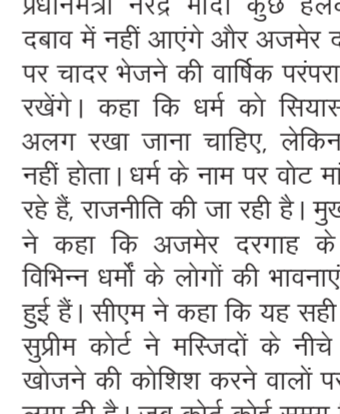 प्रधानमंत्री नरेंद्र मोदी कुछ
दबाव में नहीं आएंगे और अजमेर
पर चादर भेजने की वार्षिक परंपरा
रखेंगे। कहा कि धर्म को सियास
अलग रखा जाना चाहिए, लेकिन
नहीं होता। धर्म के नाम पर वोट मां
रहे हैं, राजनीति की जा रही है। मुख
ने कहा कि अजमेर दरगाह के
विभिन्न धर्मों के लोगों की भावनाएं
हुई हैं। सीएम ने कहा कि यह सही
सुप्रीम कोर्ट ने मस्जिदों के नीचे
खोजने की कोशिश करने वालों पर